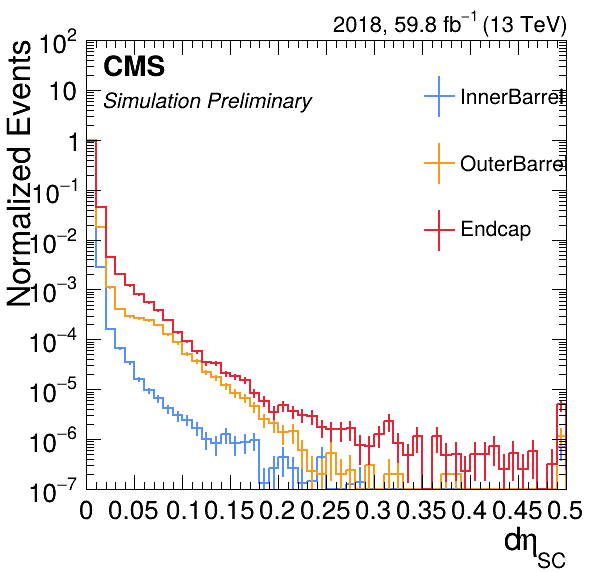 2018, 59.8 fb⁻¹ (13 TeV)
CMS
Simulation Preliminary
InnerBarrel
OuterBarrel
Endcap
Normalized Events
10²
10
1
10⁻¹
10⁻²
10⁻³
10⁻⁴
10⁻⁵
10⁻⁶
10⁻⁷
0 0.05 0.10 0.15 0.2 0.25 0.3 0.35 0.4 0.45 0.5
dη_SC